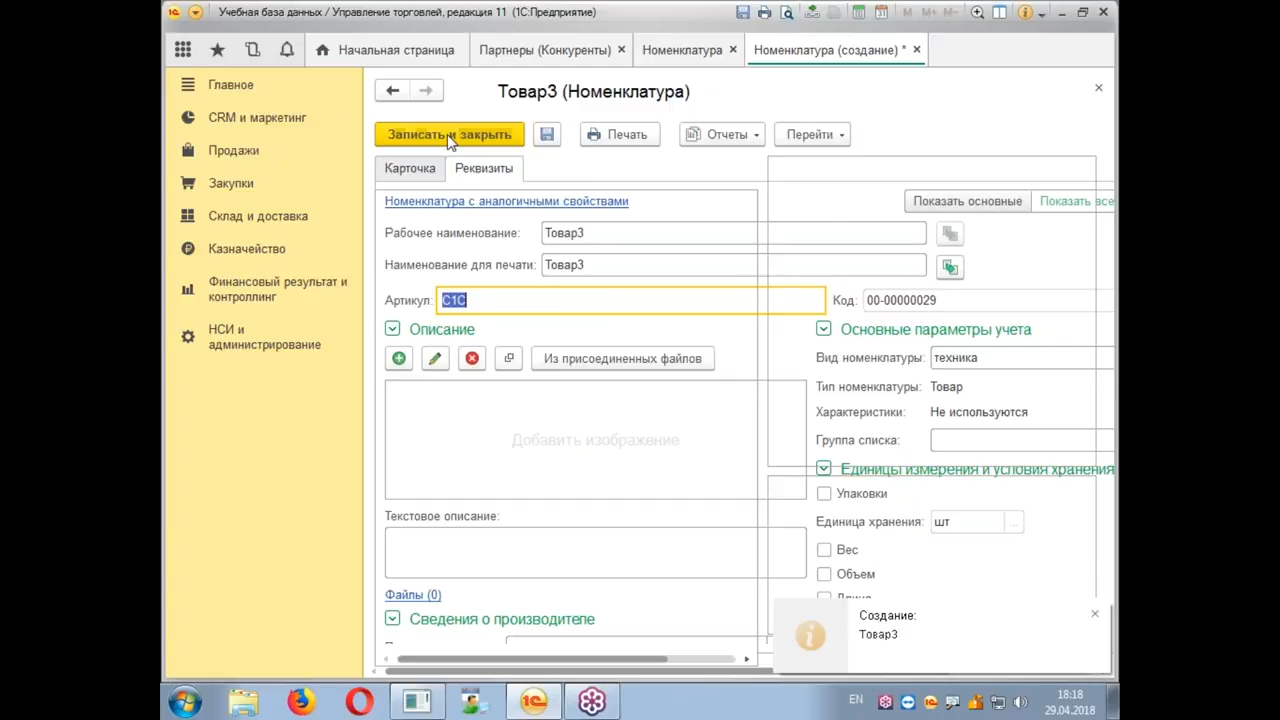 Учебная база данных / Управление торговлей, редакция 11 (1С:Предприятие)
M M+ M-
Начальная страница
Партнеры (Конкуренты)
Номенклатура
Номенклатура (создание) *
Главное
CRM и маркетинг
Продажи
Закупки
Склад и доставка
Казначейство
Финансовый результат и
контроллинг
НСИ и
администрирование
Товар3 (Номенклатура)
Записать и закрыть
Печать
Отчеты
Перейти
Карточка
Реквизиты
Номенклатура с аналогичными свойствами
Показать основные
Показать все
Рабочее наименование:
Товар3
Наименование для печати:
Товар3
Артикул:
С1С
Код:
00-00000029
Описание
Основные параметры учета
Из присоединенных файлов
Вид номенклатуры:
техника
Тип номенклатуры:
Товар
Характеристики:
Не используются
Группа списка:
Добавить изображение
Единицы измерения и условия хранения
Упаковки
Единица хранения:
шт
...
Текстовое описание:
Вес
Объем
Файлы (0)
Сведения о производителе
Создание:
Товар3
EN
18:18
29.04.2018